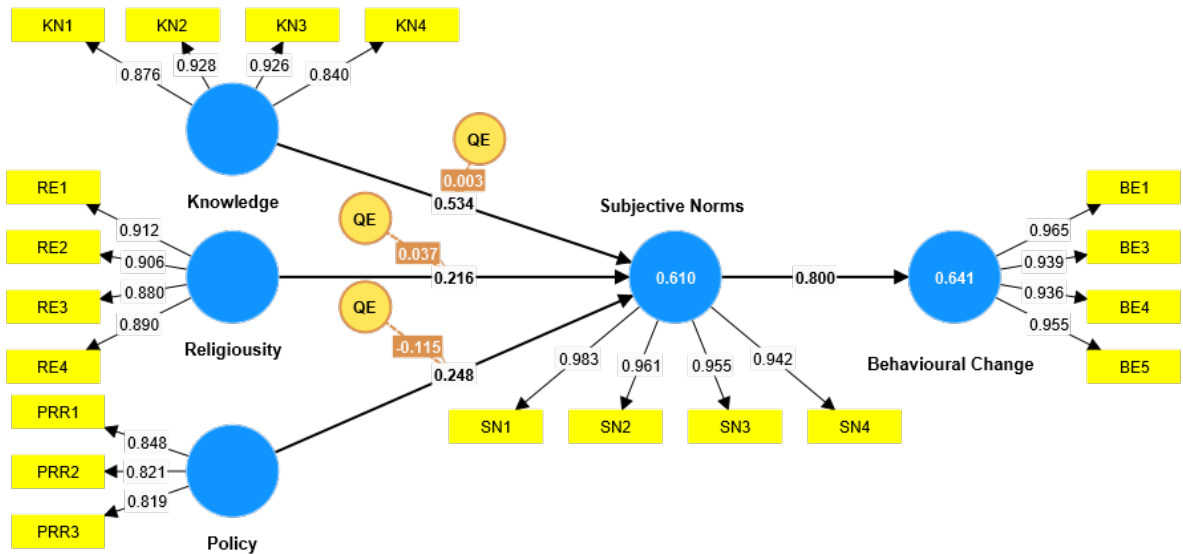 KN1
KN2
KN3
KN4
0.876
0.928
0.926
0.840
Knowledge
QE
0.003
0.534
RE1
RE2
RE3
RE4
0.912
0.906
0.880
0.890
Religiousity
QE
0.037
0.216
QE
-0.115
0.248
PRR1
PRR2
PRR3
0.848
0.821
0.819
Policy
Subjective Norms
0.610
0.983
0.961
0.955
0.942
SN1
SN2
SN3
SN4
0.800
0.641
Behavioural Change
0.965
0.939
0.936
0.955
BE1
BE3
BE4
BE5